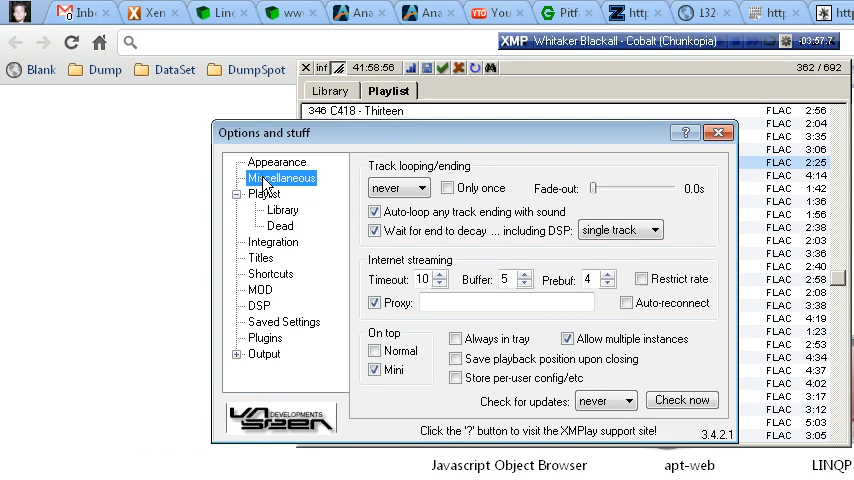 Inb
Xen
Linc
ww
Ana
Ana
YTO You
Pitf
http
132
http
http
XMP Whitaker Blackall - Cobalt (Chunkopia) -03:57.7
Blank Dump DataSet DumpSpot
inf 41:58:56 362 / 692
Library Playlist
346 C418 - Thirteen FLAC 2:56
FLAC 2:04
FLAC 3:35
FLAC 3:06
FLAC 2:25
FLAC 4:14
FLAC 1:42
FLAC 1:36
FLAC 1:56
FLAC 2:38
FLAC 2:03
FLAC 3:36
FLAC 2:40
FLAC 2:58
FLAC 2:08
FLAC 3:38
FLAC 4:19
FLAC 1:23
FLAC 2:53
FLAC 4:34
FLAC 4:37
FLAC 4:02
FLAC 3:17
FLAC 3:12
FLAC 5:03
FLAC 3:05
Options and stuff
Appearance
Miscellaneous
Playlist
Library
Dead
Integration
Titles
Shortcuts
MOD
DSP
Saved Settings
Plugins
Output
Track looping/ending
never Only once Fade-out: 0.0s
Auto-loop any track ending with sound
Wait for end to decay ... including DSP: single track
Internet streaming
Timeout: 10 Buffer: 5 Prebuf: 4 Restrict rate
Proxy: Auto-reconnect
On top
Normal
Mini
Always in tray Allow multiple instances
Save playback position upon closing
Store per-user config/etc
Check for updates: never Check now
Click the '?' button to visit the XMPlay support site!
3.4.2.1
UN4SEEN DEVELOPMENTS
Javascript Object Browser apt-web LINQP